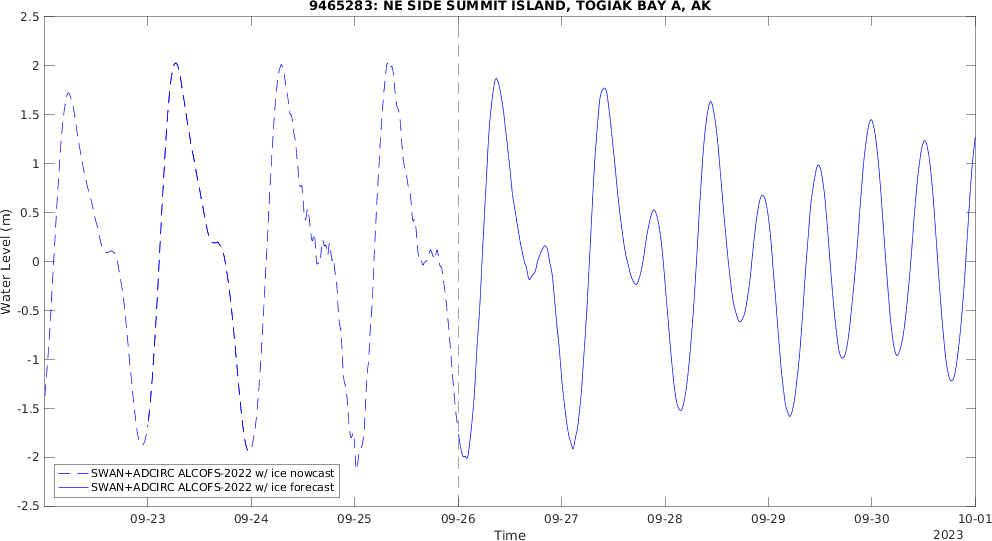 9465283: NE SIDE SUMMIT ISLAND, TOGIAK BAY A, AK
2.5
2
1.5
1
0.5
0
-0.5
-1
-1.5
-2
-2.5
Water Level (m)
SWAN+ADCIRC ALCOFS-2022 w/ ice nowcast
SWAN+ADCIRC ALCOFS-2022 w/ ice forecast
09-23 09-24 09-25 09-26 09-27 09-28 09-29 09-30 10-01
Time
2023